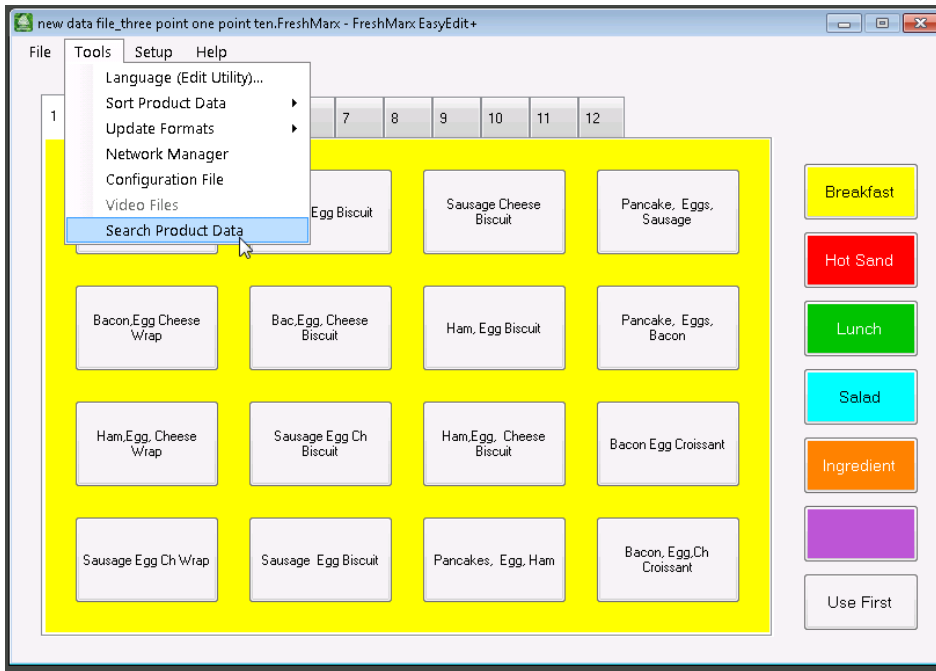 new data file_three point one point ten.FreshMarx - FreshMarx EasyEdit+
File Tools Setup Help
Language (Edit Utility)...
Sort Product Data
Update Formats
Network Manager
Configuration File
Video Files
Search Product Data
1 7 8 9 10 11 12
Egg Biscuit
Sausage Cheese
Biscuit
Pancake, Eggs,
Sausage
Bacon,Egg Cheese
Wrap
Bac,Egg, Cheese
Biscuit
Ham, Egg Biscuit
Pancake, Eggs,
Bacon
Ham,Egg, Cheese
Wrap
Sausage Egg Ch
Biscuit
Ham,Egg, Cheese
Biscuit
Bacon Egg Croissant
Sausage Egg Ch Wrap
Sausage Egg Biscuit
Pancakes, Egg, Ham
Bacon, Egg,Ch
Croissant
Breakfast
Hot Sand
Lunch
Salad
Ingredient
Use First